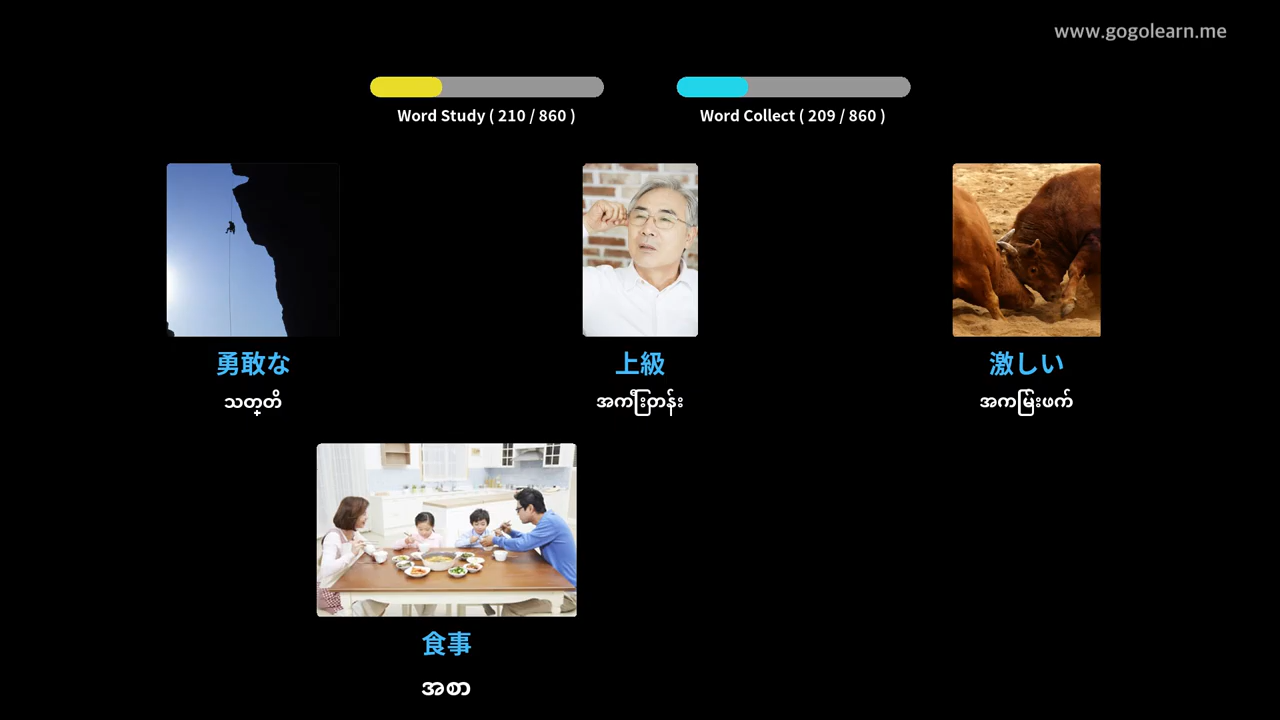 www.gogolearn.me
Word Study ( 210 / 860 )
Word Collect ( 209 / 860 )
勇敢な
上級
激しい
သတ္တိ
အကြီးတန်း
အကြမ်းဖက်
食事
အစာ